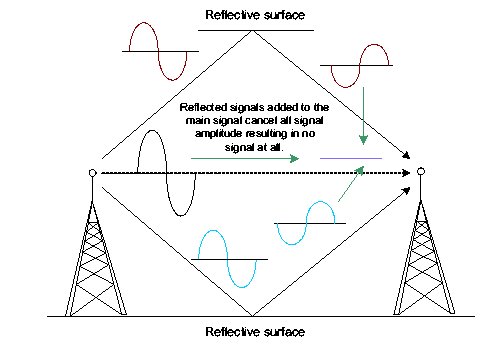 Reflective surface
Reflected signals added to the
main signal cancel all signal
amplitude resulting in no
signal at all.
Reflective surface